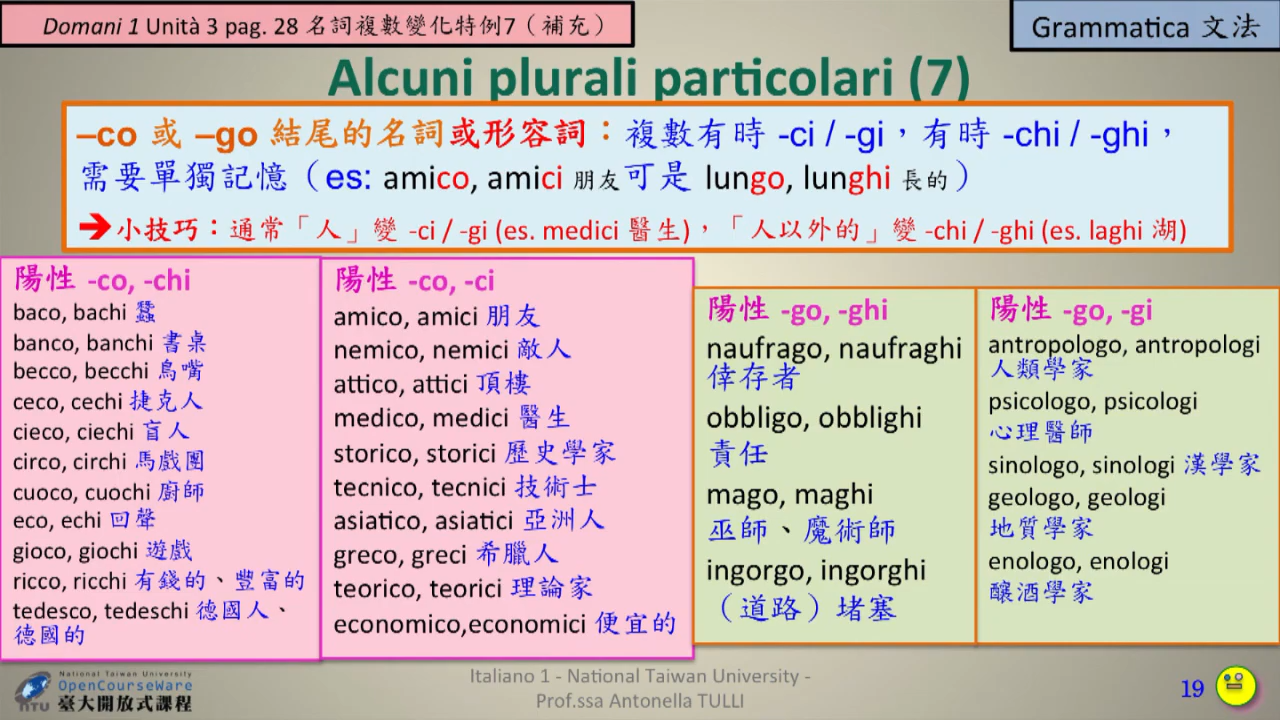 Domani 1 Unità 3 pag. 28 名詞複數變化特例7（補充）
Grammatica 文法
Alcuni plurali particolari (7)
–co 或 –go 結尾的名詞或形容詞：複數有時 -ci / -gi，有時 -chi / -ghi，
需要單獨記憶（es: amico, amici 朋友可是 lungo, lunghi 長的）
➔小技巧：通常「人」變 -ci / -gi (es. medici 醫生)，「人以外的」變 -chi / -ghi (es. laghi 湖)
陽性 -co, -chi
baco, bachi 蠶
banco, banchi 書桌
becco, becchi 鳥嘴
ceco, cechi 捷克人
cieco, ciechi 盲人
circo, circhi 馬戲團
cuoco, cuochi 廚師
eco, echi 回聲
gioco, giochi 遊戲
ricco, ricchi 有錢的、豐富的
tedesco, tedeschi 德國人、
德國的
陽性 -co, -ci
amico, amici 朋友
nemico, nemici 敵人
attico, attici 頂樓
medico, medici 醫生
storico, storici 歷史學家
tecnico, tecnici 技術士
asiatico, asiatici 亞洲人
greco, greci 希臘人
teorico, teorici 理論家
economico,economici 便宜的
陽性 -go, -ghi
naufrago, naufraghi
倖存者
obbligo, obblighi
責任
mago, maghi
巫師、魔術師
ingorgo, ingorghi
（道路）堵塞
陽性 -go, -gi
antropologo, antropologi
人類學家
psicologo, psicologi
心理醫師
sinologo, sinologi 漢學家
geologo, geologi
地質學家
enologo, enologi
釀酒學家
National Taiwan University
OpenCourseWare
臺大開放式課程
NTU
Italiano 1 - National Taiwan University -
Prof.ssa Antonella TULLI
19